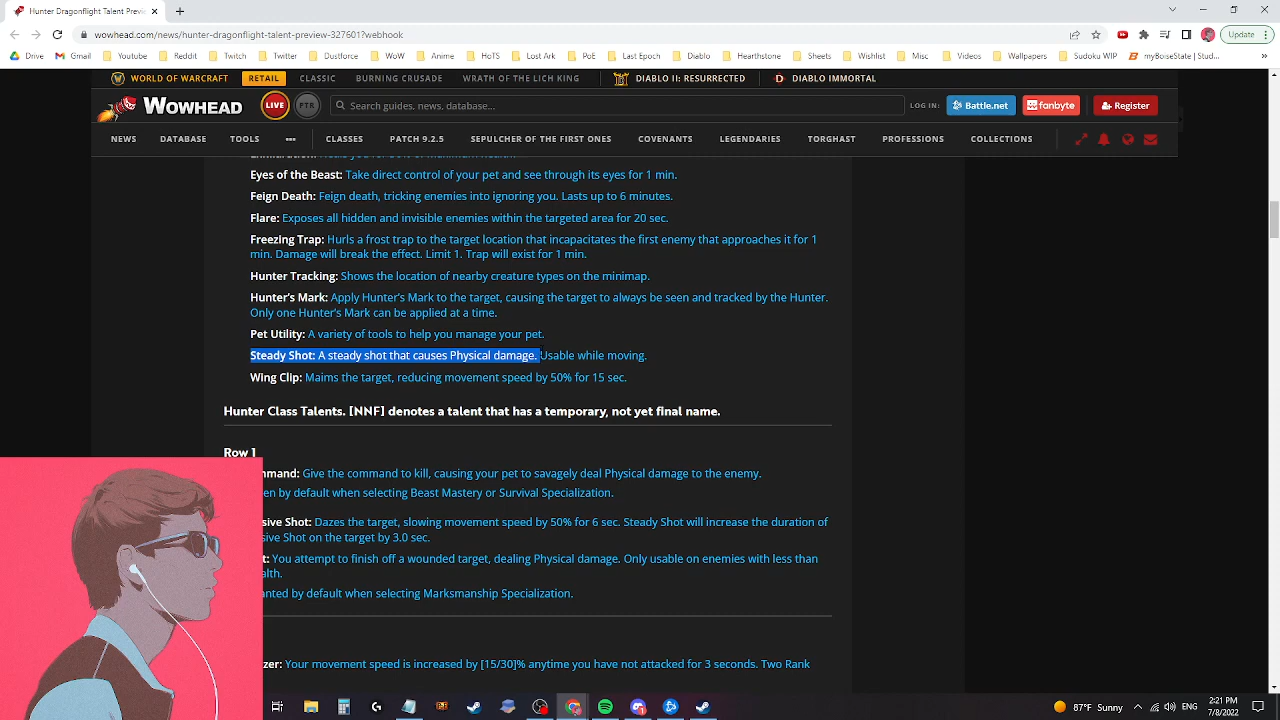 Hunter Dragonflight Talent Previ
wowhead.com/news/hunter-dragonflight-talent-preview-327601?webhook
Update
Drive Gmail Youtube Reddit Twitch Twitter Dustforce WoW Anime HoTS Lost Ark PoE Last Epoch Diablo Hearthstone Sheets Wishlist Misc Videos Wallpapers Sudoku WIP myBoiseState | Stud...
WORLD OF WARCRAFT RETAIL CLASSIC BURNING CRUSADE WRATH OF THE LICH KING DIABLO II: RESURRECTED DIABLO IMMORTAL
WOWHEAD LIVE PTR Search guides, news, database... LOG IN: Battle.net fanbyte Register
NEWS DATABASE TOOLS ••• CLASSES PATCH 9.2.5 SEPULCHER OF THE FIRST ONES COVENANTS LEGENDARIES TORGHAST PROFESSIONS COLLECTIONS
Eyes of the Beast: Take direct control of your pet and see through its eyes for 1 min.
Feign Death: Feign death, tricking enemies into ignoring you. Lasts up to 6 minutes.
Flare: Exposes all hidden and invisible enemies within the targeted area for 20 sec.
Freezing Trap: Hurls a frost trap to the target location that incapacitates the first enemy that approaches it for 1
min. Damage will break the effect. Limit 1. Trap will exist for 1 min.
Hunter Tracking: Shows the location of nearby creature types on the minimap.
Hunter's Mark: Apply Hunter's Mark to the target, causing the target to always be seen and tracked by the Hunter.
Only one Hunter's Mark can be applied at a time.
Pet Utility: A variety of tools to help you manage your pet.
Steady Shot: A steady shot that causes Physical damage. Usable while moving.
Wing Clip: Maims the target, reducing movement speed by 50% for 15 sec.
Hunter Class Talents. [NNF] denotes a talent that has a temporary, not yet final name.
Row 1
mmand: Give the command to kill, causing your pet to savagely deal Physical damage to the enemy.
en by default when selecting Beast Mastery or Survival Specialization.
sive Shot: Dazes the target, slowing movement speed by 50% for 6 sec. Steady Shot will increase the duration of
sive Shot on the target by 3.0 sec.
t: You attempt to finish off a wounded target, dealing Physical damage. Only usable on enemies with less than
alth.
anted by default when selecting Marksmanship Specialization.
zer: Your movement speed is increased by [15/30]% anytime you have not attacked for 3 seconds. Two Rank
87°F Sunny ENG 2:21 PM
7/8/2022